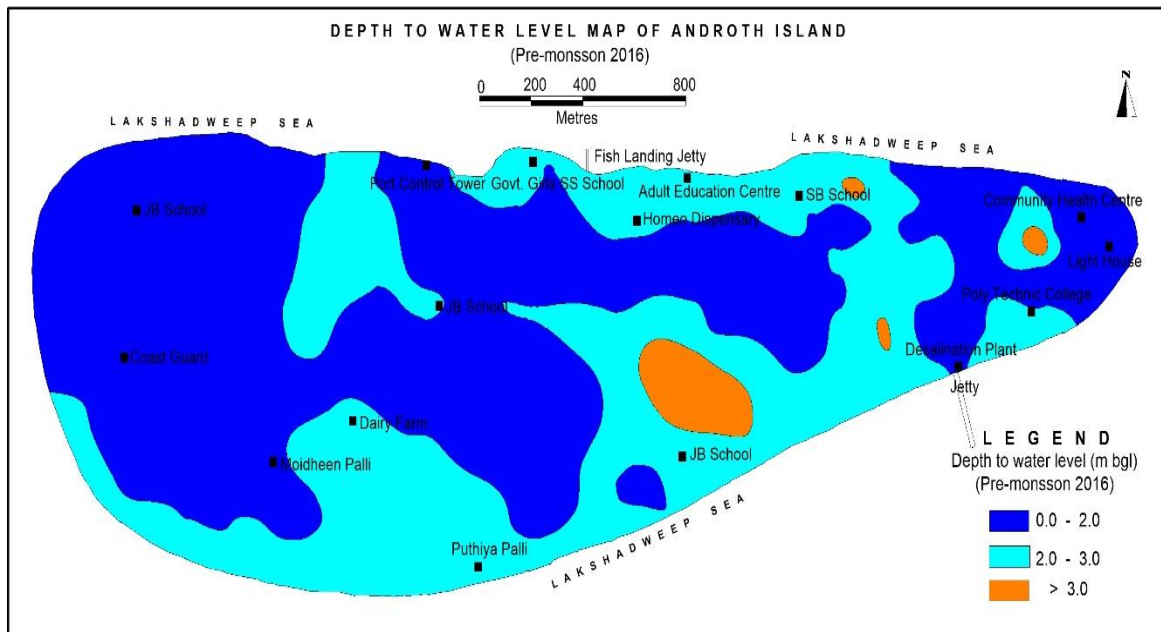 DEPTH TO WATER LEVEL MAP OF ANDROTH ISLAND
(Pre-monsson 2016)
0 200 400 800
Metres
N
LAKSHADWEEP SEA
LAKSHADWEEP SEA
Fish Landing Jetty
Port Control Tower
Govt. Girls SS School
Adult Education Centre
SB School
Community Health Centre
JB School
Homeo Dispensary
Light House
JB School
Poly Technic College
Coast Guard
Desalination Plant
Jetty
Dairy Farm
Moidheen Palli
JB School
Puthiya Palli
LAKSHADWEEP SEA
LEGEND
Depth to water level (m bgl)
(Pre-monsson 2016)
0.0 - 2.0
2.0 - 3.0
> 3.0